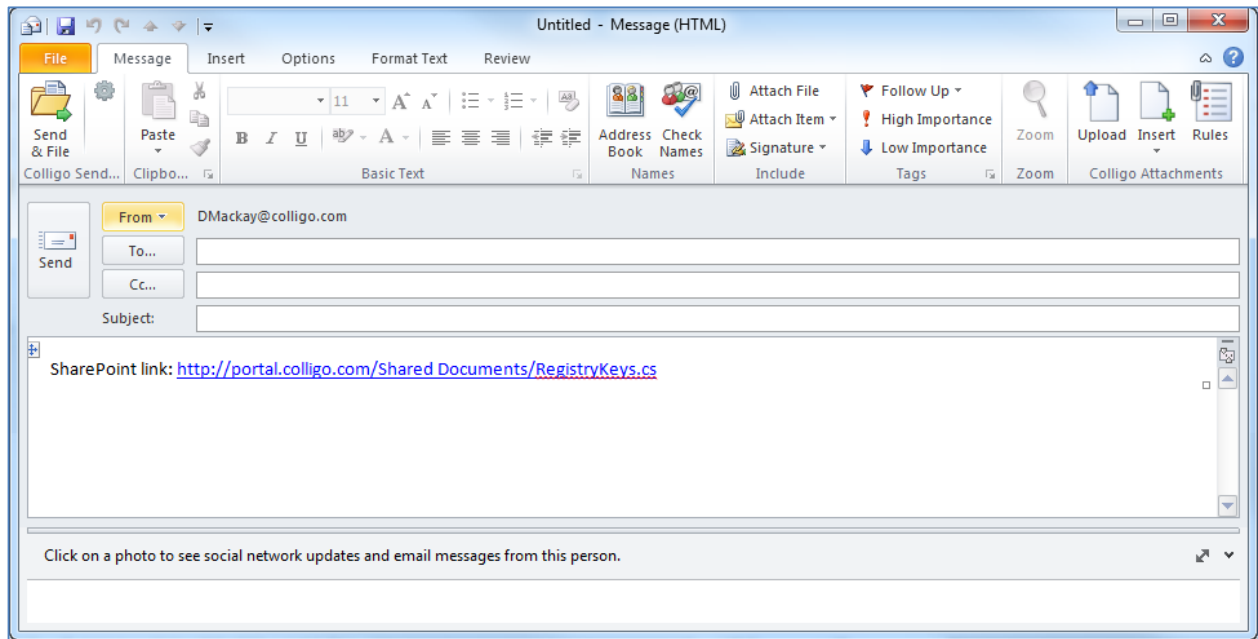 Untitled - Message (HTML)
File Message Insert Options Format Text Review
Send & File
Paste
11
B I U
Address Book
Check Names
Attach File
Attach Item
Signature
Follow Up
High Importance
Low Importance
Zoom
Upload Insert Rules
Colligo Send... Clipbo... Basic Text Names Include Tags Zoom Colligo Attachments
Send
From DMackay@colligo.com
To...
Cc...
Subject:
SharePoint link: http://portal.colligo.com/Shared Documents/RegistryKeys.cs
Click on a photo to see social network updates and email messages from this person.